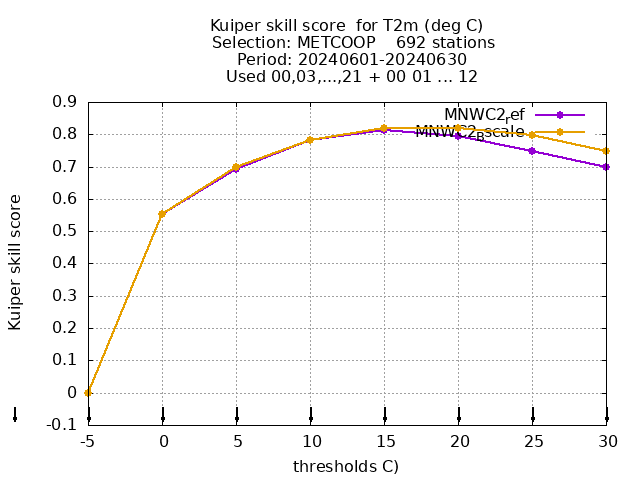 Kuiper skill score  for T2m (deg C)
Selection: METCOOP    692 stations
Period: 20240601-20240630
Used 00,03,...,21 + 00 01 ... 12
MNWC2ref
MNWC2Rscale
0.9
0.8
0.7
0.6
0.5
0.4
0.3
0.2
0.1
0
-0.1
Kuiper skill score
-5 0 5 10 15 20 25 30
thresholds C)